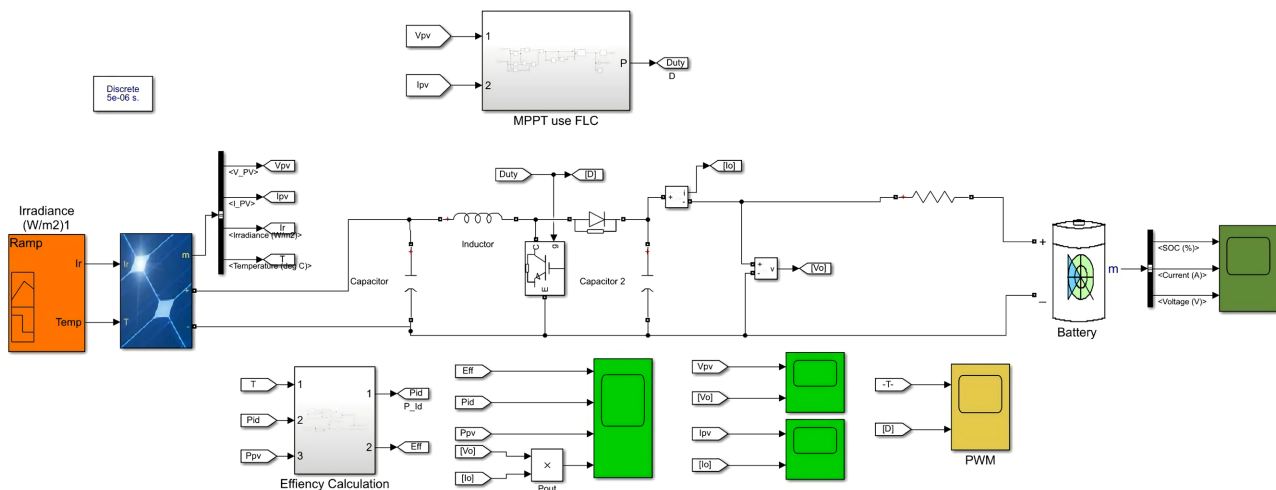 Vpv
1
Ipv
2
P
Duty
D
MPPT use FLC
Discrete
5e-06 s.
Vpv
<V_PV>
Ipv
<I_PV>
Ir
<Irradiance (W/m2)>
T
<Temperature (deg C)>
Duty
[D]
[Io]
+
i
-
Irradiance
(W/m2)1
Ramp
Ir
Temp
Ir
T
m
+
-
+
Inductor
Capacitor
+
g
C
E
Capacitor 2
+
+
-
v
[Vo]
+
+
_
m
Battery
<SOC (%)>
<Current (A)>
<Voltage (V)>
T
1
Pid
2
Ppv
3
1
Pid
P_Id
2
Eff
Effiency Calculation
Eff
Pid
Ppv
[Vo]
[Io]
×
Pout
Vpv
[Vo]
Ipv
[Io]
-T-
[D]
PWM